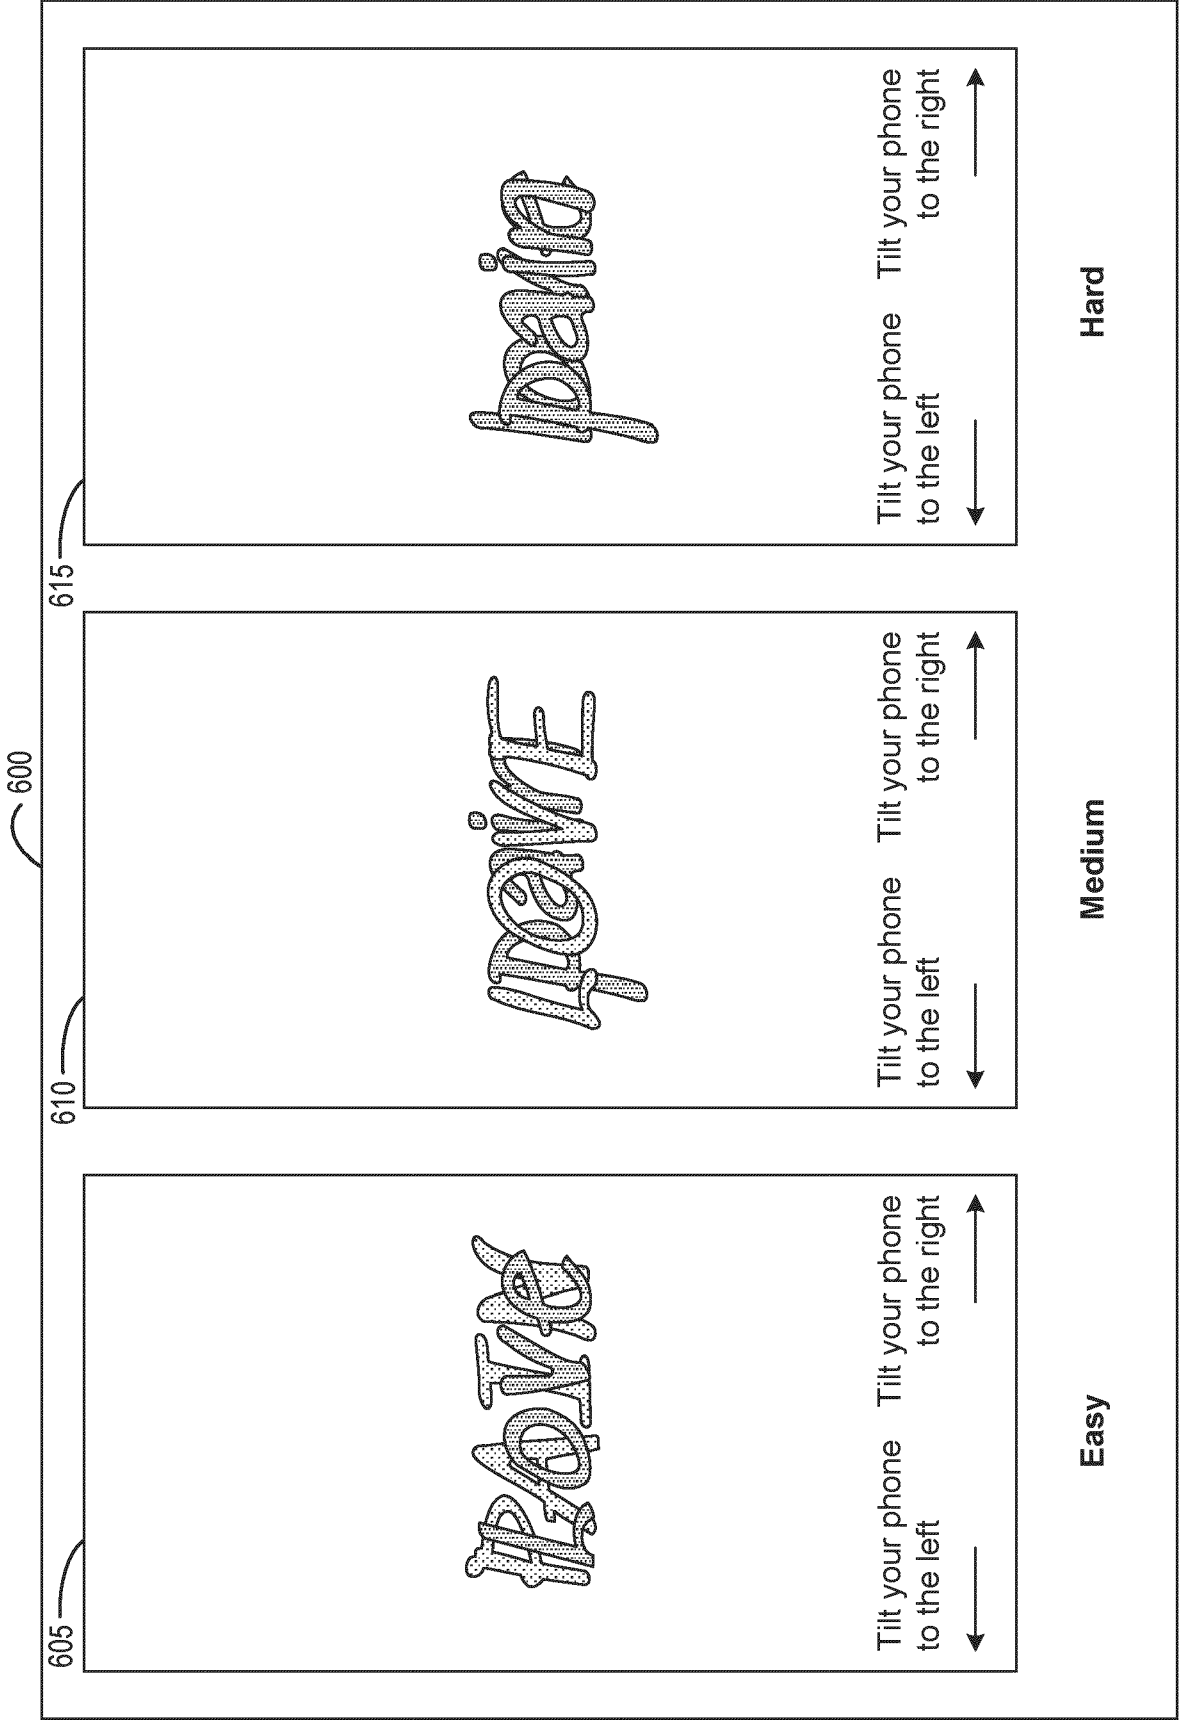 600
605
610
615
Tilt your phone to the left
Tilt your phone to the right
Tilt your phone to the left
Tilt your phone to the right
Tilt your phone to the left
Tilt your phone to the right
Easy
Medium
Hard